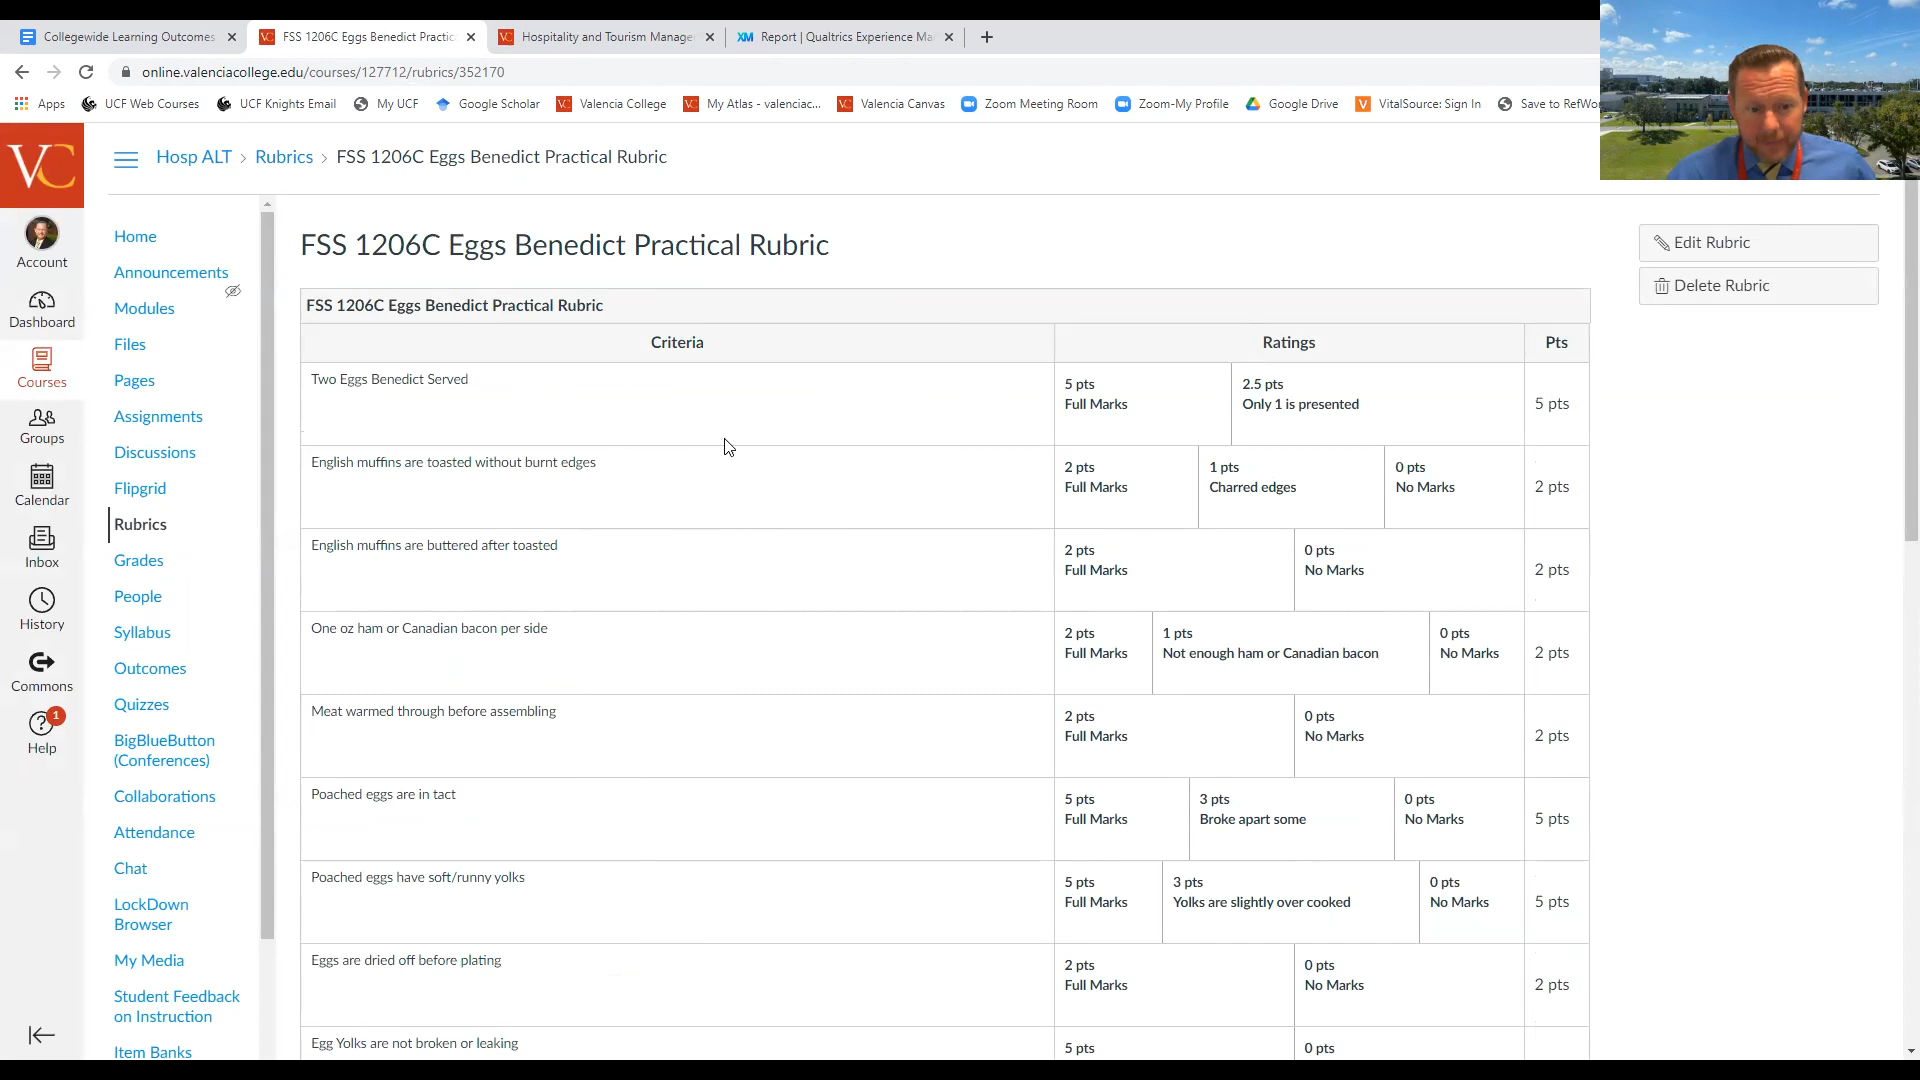 Collegewide Learning Outcomes
FSS 1206C Eggs Benedict Practic
Hospitality and Tourism Manage
XM Report | Qualtrics Experience Ma
online.valenciacollege.edu/courses/127712/rubrics/352170
Apps UCF Web Courses UCF Knights Email My UCF Google Scholar Valencia College My Atlas - valenciac... Valencia Canvas Zoom Meeting Room Zoom-My Profile Google Drive VitalSource: Sign In Save to RefWo
VC
Hosp ALT > Rubrics > FSS 1206C Eggs Benedict Practical Rubric
Account
Dashboard
Courses
Groups
Calendar
Inbox
History
Commons
1
Help
Home
Announcements
Modules
Files
Pages
Assignments
Discussions
Flipgrid
Rubrics
Grades
People
Syllabus
Outcomes
Quizzes
BigBlueButton
(Conferences)
Collaborations
Attendance
Chat
LockDown
Browser
My Media
Student Feedback
on Instruction
Item Banks
FSS 1206C Eggs Benedict Practical Rubric
Edit Rubric
Delete Rubric
FSS 1206C Eggs Benedict Practical Rubric
Criteria Ratings Pts
Two Eggs Benedict Served
5 pts
Full Marks
2.5 pts
Only 1 is presented
5 pts
English muffins are toasted without burnt edges
2 pts
Full Marks
1 pts
Charred edges
0 pts
No Marks
2 pts
English muffins are buttered after toasted
2 pts
Full Marks
0 pts
No Marks
2 pts
One oz ham or Canadian bacon per side
2 pts
Full Marks
1 pts
Not enough ham or Canadian bacon
0 pts
No Marks
2 pts
Meat warmed through before assembling
2 pts
Full Marks
0 pts
No Marks
2 pts
Poached eggs are in tact
5 pts
Full Marks
3 pts
Broke apart some
0 pts
No Marks
5 pts
Poached eggs have soft/runny yolks
5 pts
Full Marks
3 pts
Yolks are slightly over cooked
0 pts
No Marks
5 pts
Eggs are dried off before plating
2 pts
Full Marks
0 pts
No Marks
2 pts
Egg Yolks are not broken or leaking
5 pts
0 pts